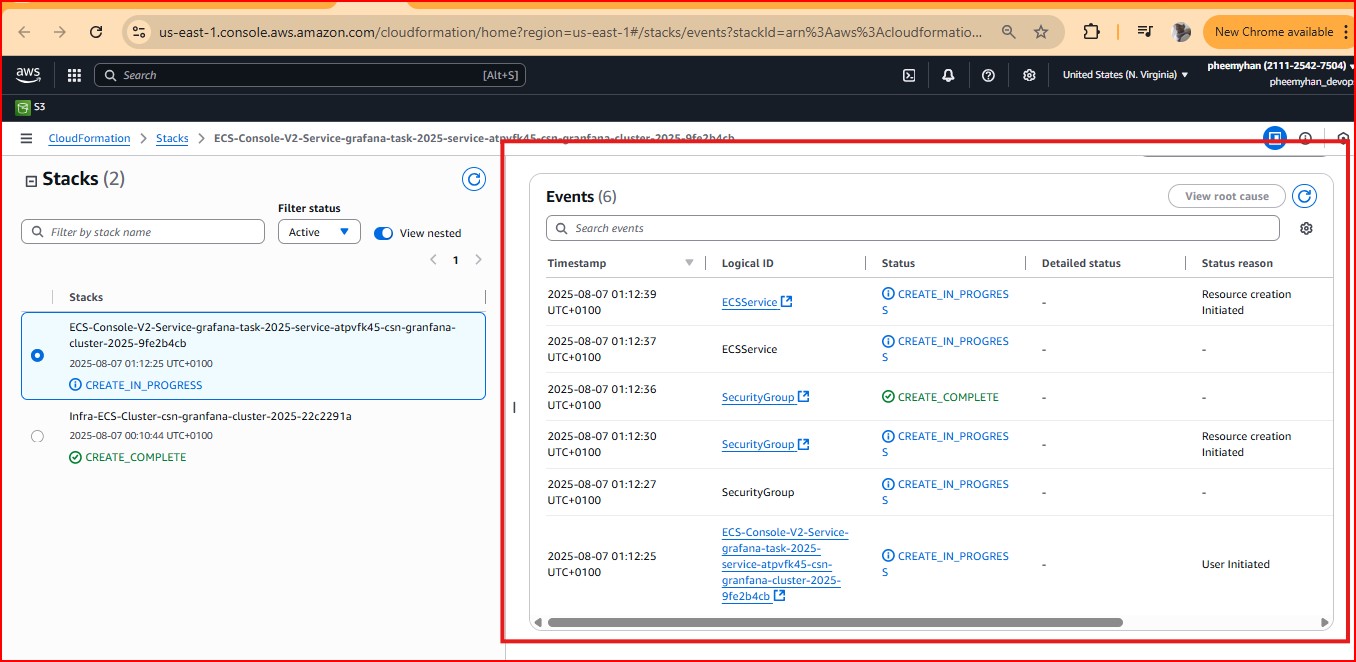 us-east-1.console.aws.amazon.com/cloudformation/home?region=us-east-1#/stacks/events?stackId=arn%3Aaws%3Acloudformatio...
New Chrome available
aws
Search
[Alt+S]
United States (N. Virginia)
pheemyhan (2111-2542-7504)
pheemyhan_devop
S3
CloudFormation
Stacks
ECS-Console-V2-Service-grafana-task-2025-service-atpvfk45-csn-granfana-cluster-2025-9fe2b4cb
Stacks (2)
Filter status
Filter by stack name
Active
View nested
1
Stacks
ECS-Console-V2-Service-grafana-task-2025-service-atpvfk45-csn-granfana-
cluster-2025-9fe2b4cb
2025-08-07 01:12:25 UTC+0100
CREATE_IN_PROGRESS
Infra-ECS-Cluster-csn-granfana-cluster-2025-22c2291a
2025-08-07 00:10:44 UTC+0100
CREATE_COMPLETE
Events (6)
View root cause
Search events
Timestamp
Logical ID
Status
Detailed status
Status reason
2025-08-07 01:12:39
UTC+0100
ECSService
CREATE_IN_PROGRES
S
-
Resource creation
Initiated
2025-08-07 01:12:37
UTC+0100
ECSService
CREATE_IN_PROGRES
S
-
-
2025-08-07 01:12:36
UTC+0100
SecurityGroup
CREATE_COMPLETE
-
-
2025-08-07 01:12:30
UTC+0100
SecurityGroup
CREATE_IN_PROGRES
S
-
Resource creation
Initiated
2025-08-07 01:12:27
UTC+0100
SecurityGroup
CREATE_IN_PROGRES
S
-
-
2025-08-07 01:12:25
UTC+0100
ECS-Console-V2-Service-
grafana-task-2025-
service-atpvfk45-csn-
granfana-cluster-2025-
9fe2b4cb
CREATE_IN_PROGRES
S
-
User Initiated